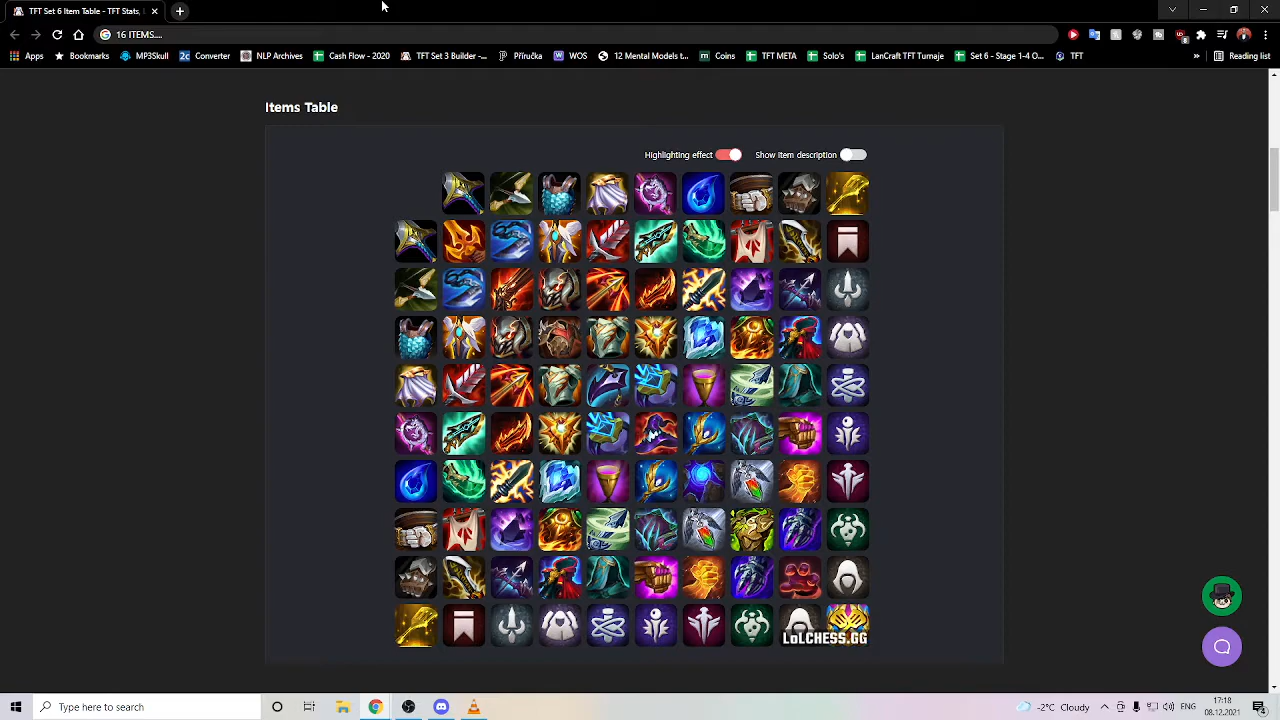 TFT Set 6 Item Table - TFT Stats,
16 ITEMS....
Apps Bookmarks MP3Skull Converter NLP Archives Cash Flow - 2020 TFT Set 3 Builder -... Příručka WOS 12 Mental Models t... Coins TFT META Solo's LanCraft TFT Turnaje Set 6 - Stage 1-4 O... TFT » Reading list
Items Table
Highlighting effect Show item description
LoLCHESS.GG
Type here to search
-2°C Cloudy ENG 17:18
08.12.2021